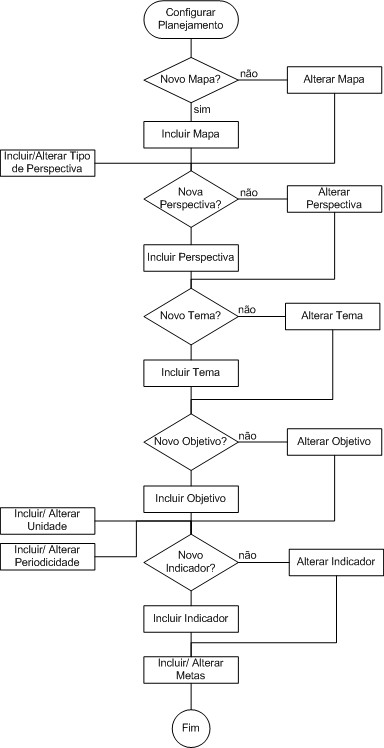 Configurar
Planejamento
Novo Mapa?
não
Alterar Mapa
sim
Incluir Mapa
Incluir/Alterar Tipo
de Perspectiva
Nova
Perspectiva?
não
Alterar
Perspectiva
Incluir Perspectiva
Novo Tema?
não
Alterar Tema
Incluir Tema
Novo Objetivo?
não
Alterar Objetivo
Incluir Objetivo
Incluir/ Alterar
Unidade
Incluir/ Alterar
Periodicidade
Novo
Indicador?
não
Alterar Indicador
Incluir Indicador
Incluir/ Alterar
Metas
Fim